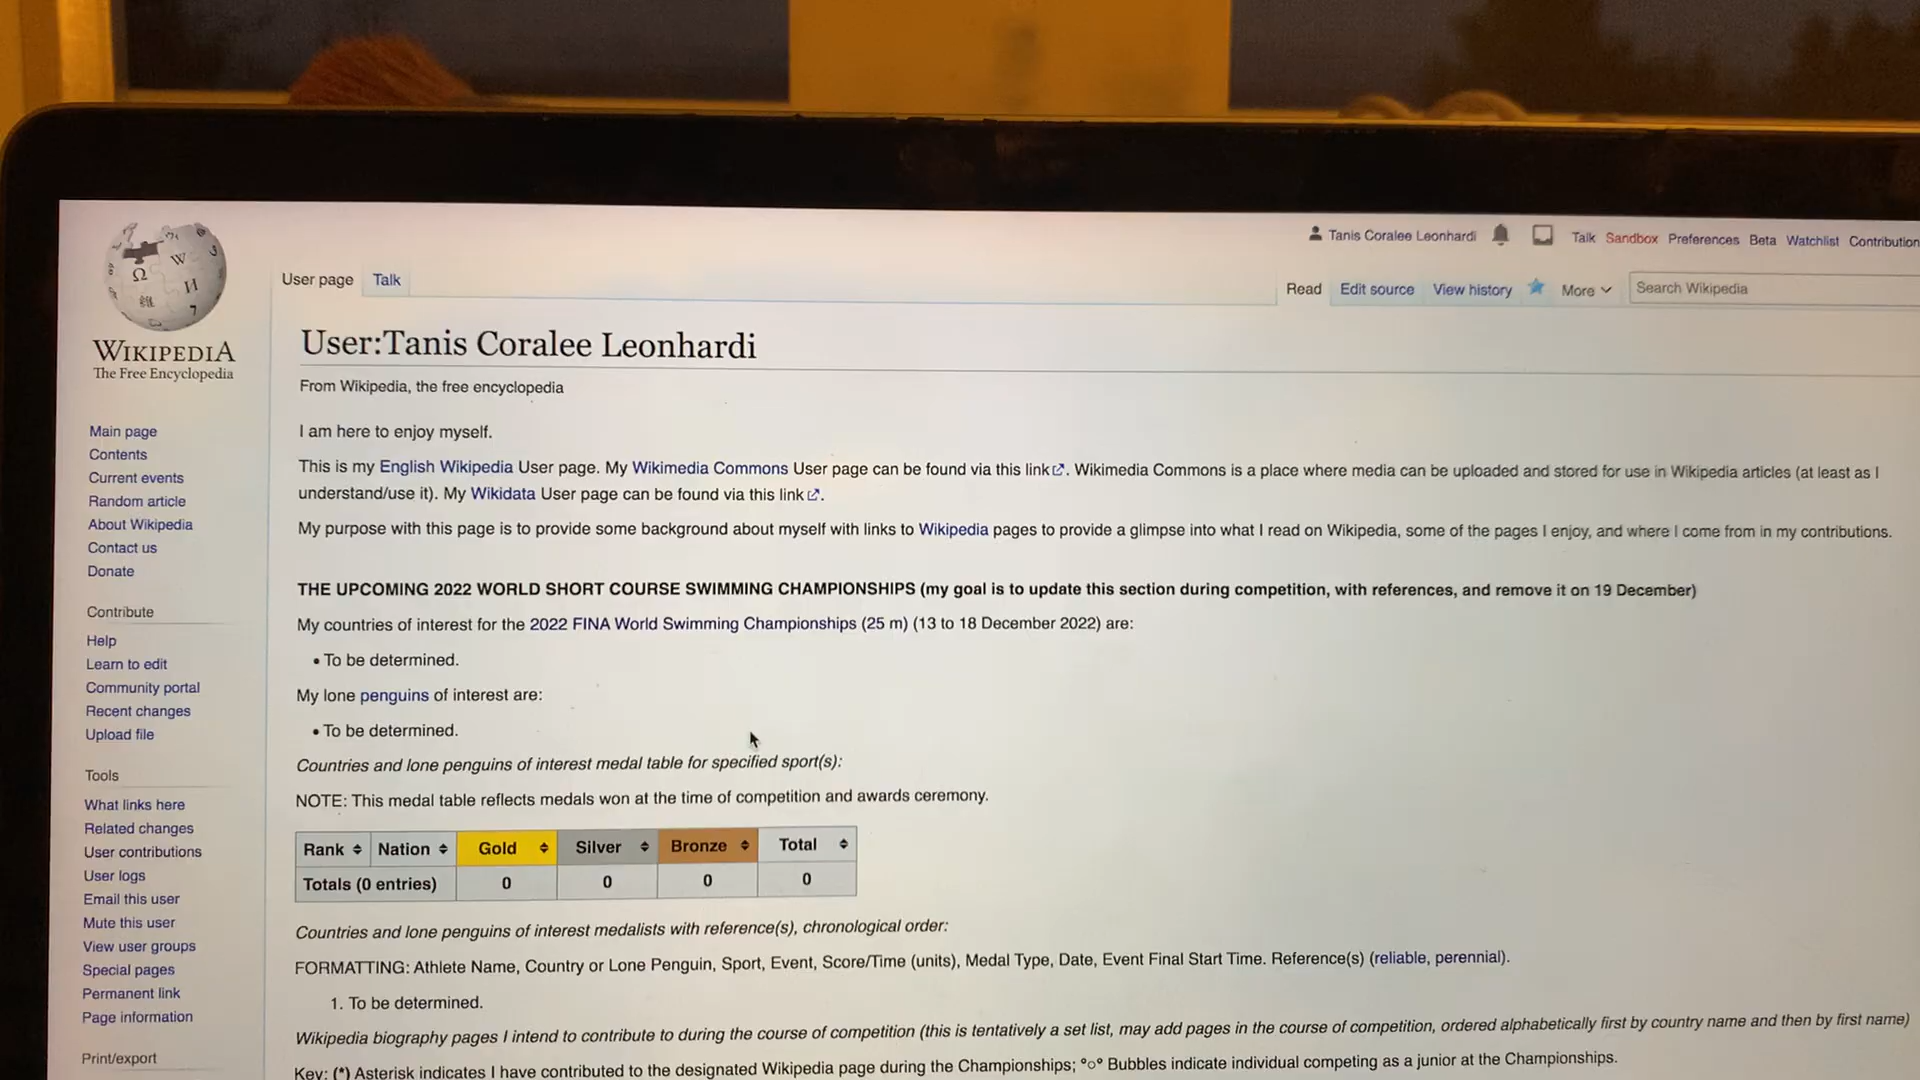 Tanis Coralee Leonhardi Talk Sandbox Preferences Beta Watchlist Contribution
User page Talk Read Edit source View history More Search Wikipedia
WIKIPEDIA
The Free Encyclopedia
Main page
Contents
Current events
Random article
About Wikipedia
Contact us
Donate
Contribute
Help
Learn to edit
Community portal
Recent changes
Upload file
Tools
What links here
Related changes
User contributions
User logs
Email this user
Mute this user
View user groups
Special pages
Permanent link
Page information
Print/export
User:Tanis Coralee Leonhardi
From Wikipedia, the free encyclopedia
I am here to enjoy myself.
This is my English Wikipedia User page. My Wikimedia Commons User page can be found via this link. Wikimedia Commons is a place where media can be uploaded and stored for use in Wikipedia articles (at least as I
understand/use it). My Wikidata User page can be found via this link.
My purpose with this page is to provide some background about myself with links to Wikipedia pages to provide a glimpse into what I read on Wikipedia, some of the pages I enjoy, and where I come from in my contributions.
THE UPCOMING 2022 WORLD SHORT COURSE SWIMMING CHAMPIONSHIPS (my goal is to update this section during competition, with references, and remove it on 19 December)
My countries of interest for the 2022 FINA World Swimming Championships (25 m) (13 to 18 December 2022) are:
• To be determined.
My lone penguins of interest are:
• To be determined.
Countries and lone penguins of interest medal table for specified sport(s):
NOTE: This medal table reflects medals won at the time of competition and awards ceremony.
Rank Nation Gold Silver Bronze Total
Totals (0 entries) 0 0 0 0
Countries and lone penguins of interest medalists with reference(s), chronological order:
FORMATTING: Athlete Name, Country or Lone Penguin, Sport, Event, Score/Time (units), Medal Type, Date, Event Final Start Time. Reference(s) (reliable, perennial).
1. To be determined.
Wikipedia biography pages I intend to contribute to during the course of competition (this is tentatively a set list, may add pages in the course of competition, ordered alphabetically first by country name and then by first name)
Key: (*) Asterisk indicates I have contributed to the designated Wikipedia page during the Championships; °○° Bubbles indicate individual competing as a junior at the Championships.